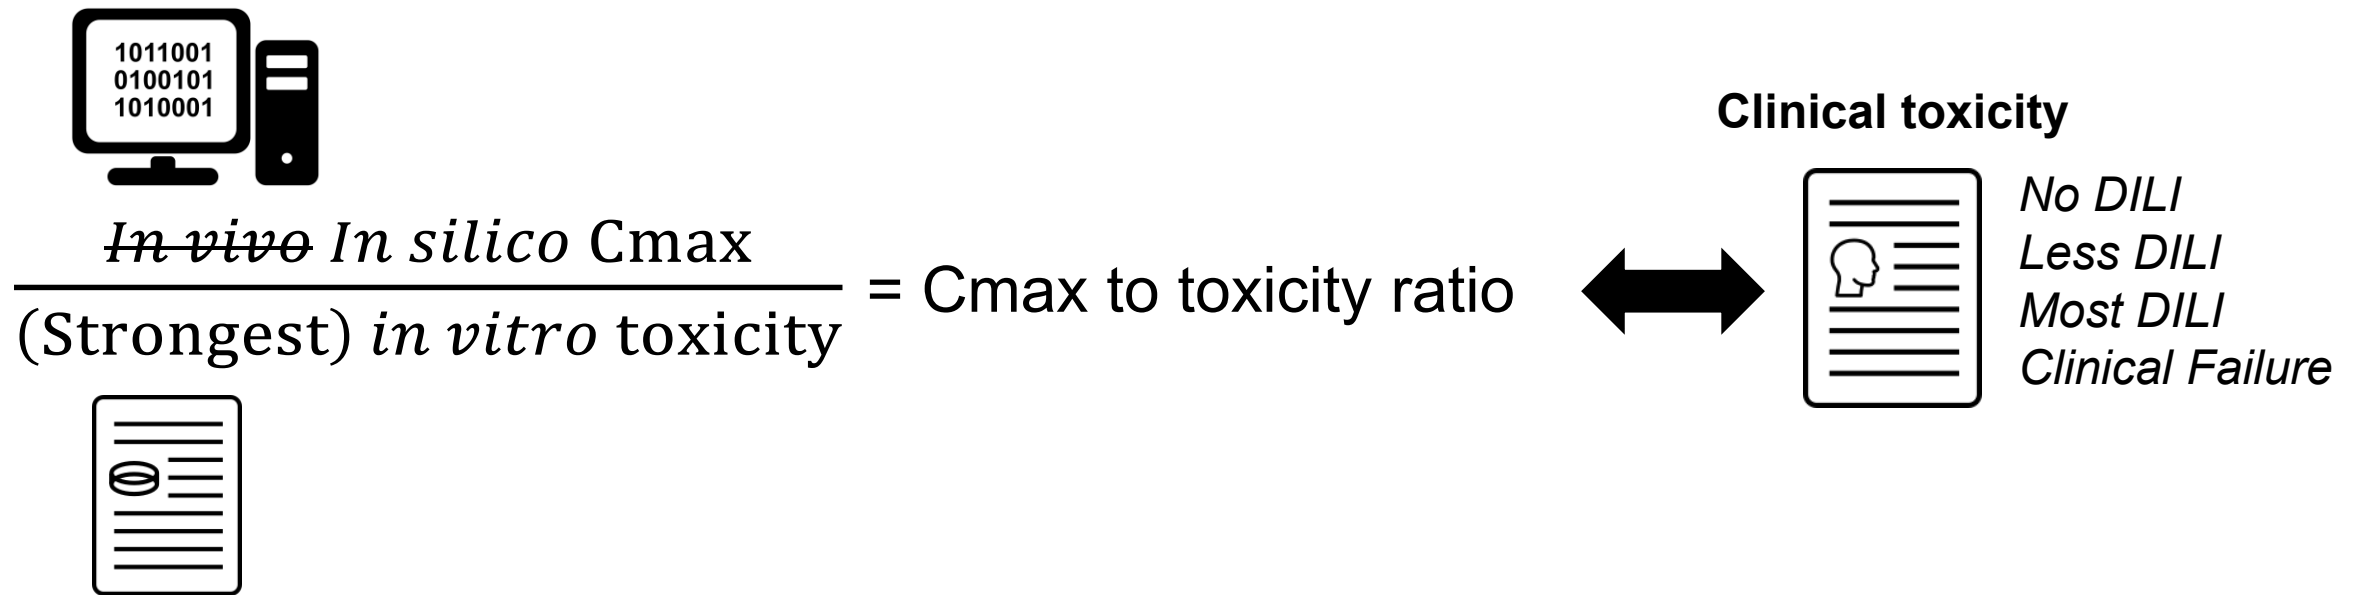 1011001
0100101
1010001
In vivo In silico Cmax
(Strongest) in vitro toxicity
= Cmax to toxicity ratio
Clinical toxicity
No DILI
Less DILI
Most DILI
Clinical Failure